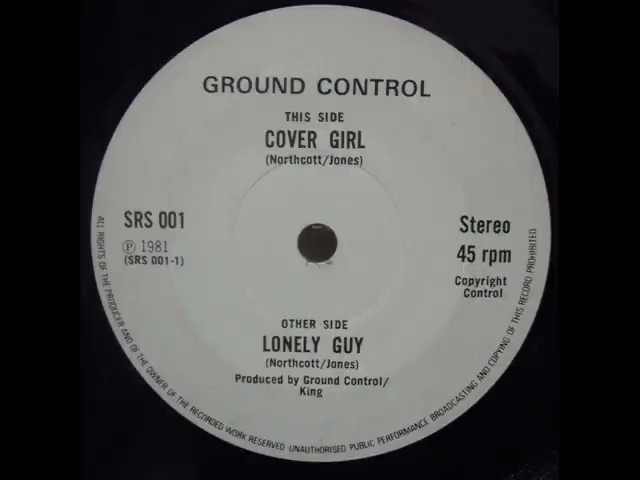 GROUND CONTROL
THIS SIDE
COVER GIRL
(Northcott/Jones)
SRS 001
Ⓟ 1981
(SRS 001-1)
Stereo
45 rpm
Copyright
Control
OTHER SIDE
LONELY GUY
(Northcott/Jones)
Produced by Ground Control/
King
ALL RIGHTS OF THE PRODUCER AND OF THE OWNER OF THE RECORDED WORK RESERVED UNAUTHORISED PUBLIC PERFORMANCE BROADCASTING AND COPYING OF THIS RECORD PROHIBITED